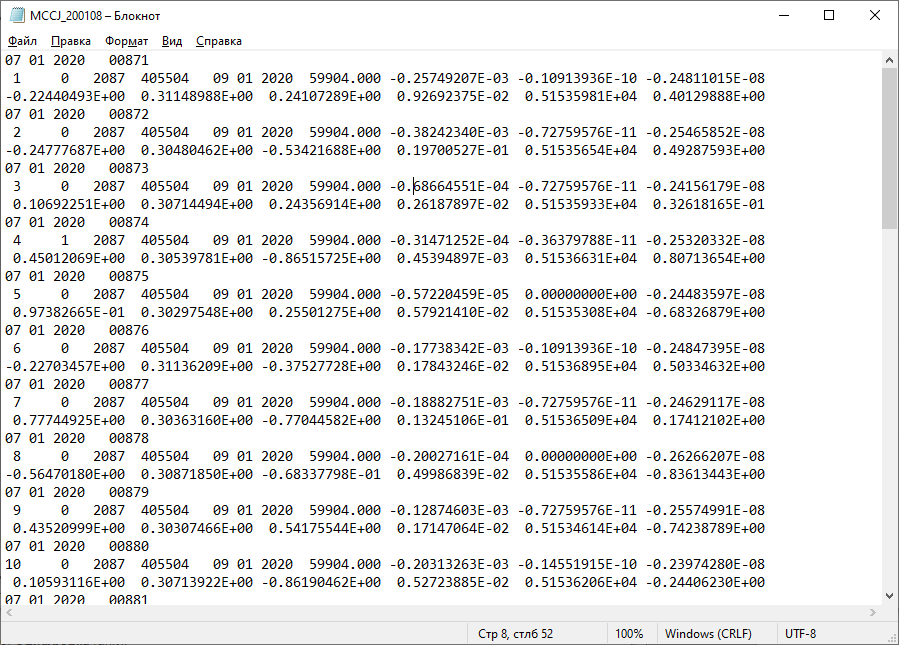 MCCJ_200108 – Блокнот
Файл Правка Формат Вид Справка
07 01 2020   00871
 1     0   2087  405504   09 01 2020  59904.000 -0.25749207E-03 -0.10913936E-10 -0.24811015E-08
-0.22440493E+00  0.31148988E+00  0.24107289E+00  0.92692375E-02  0.51535981E+04  0.40129888E+00
07 01 2020   00872
 2     0   2087  405504   09 01 2020  59904.000 -0.38242340E-03 -0.72759576E-11 -0.25465852E-08
-0.24777687E+00  0.30480462E+00 -0.53421688E+00  0.19700527E-01  0.51535654E+04  0.49287593E+00
07 01 2020   00873
 3     0   2087  405504   09 01 2020  59904.000 -0.68664551E-04 -0.72759576E-11 -0.24156179E-08
 0.10692251E+00  0.30714494E+00  0.24356914E+00  0.26187897E-02  0.51535933E+04  0.32618165E-01
07 01 2020   00874
 4     1   2087  405504   09 01 2020  59904.000 -0.31471252E-04 -0.36379788E-11 -0.25320332E-08
 0.45012069E+00  0.30539781E+00 -0.86515725E+00  0.45394897E-03  0.51536631E+04  0.80713654E+00
07 01 2020   00875
 5     0   2087  405504   09 01 2020  59904.000 -0.57220459E-05  0.00000000E+00 -0.24483597E-08
 0.97382665E-01  0.30297548E+00  0.25501275E+00  0.57921410E-02  0.51535308E+04 -0.68326879E+00
07 01 2020   00876
 6     0   2087  405504   09 01 2020  59904.000 -0.17738342E-03 -0.10913936E-10 -0.24847395E-08
-0.22703457E+00  0.31136209E+00 -0.37527728E+00  0.17843246E-02  0.51536895E+04  0.50334632E+00
07 01 2020   00877
 7     0   2087  405504   09 01 2020  59904.000 -0.18882751E-03 -0.72759576E-11 -0.24629117E-08
 0.77744925E+00  0.30363160E+00 -0.77044582E+00  0.13245106E-01  0.51536509E+04  0.17412102E+00
07 01 2020   00878
 8     0   2087  405504   09 01 2020  59904.000 -0.20027161E-04  0.00000000E+00 -0.26266207E-08
-0.56470180E+00  0.30871850E+00 -0.68337798E-01  0.49986839E-02  0.51535586E+04 -0.83613443E+00
07 01 2020   00879
 9     0   2087  405504   09 01 2020  59904.000 -0.12874603E-03 -0.72759576E-11 -0.25574991E-08
 0.43520999E+00  0.30307466E+00  0.54175544E+00  0.17147064E-02  0.51534614E+04 -0.74238789E+00
07 01 2020   00880
10     0   2087  405504   09 01 2020  59904.000 -0.20313263E-03 -0.14551915E-10 -0.23974280E-08
 0.10593116E+00  0.30713922E+00 -0.86190462E+00  0.52723885E-02  0.51536206E+04 -0.24406230E+00
07 01 2020   00881
Стр 8, стлб 52 100% Windows (CRLF) UTF-8